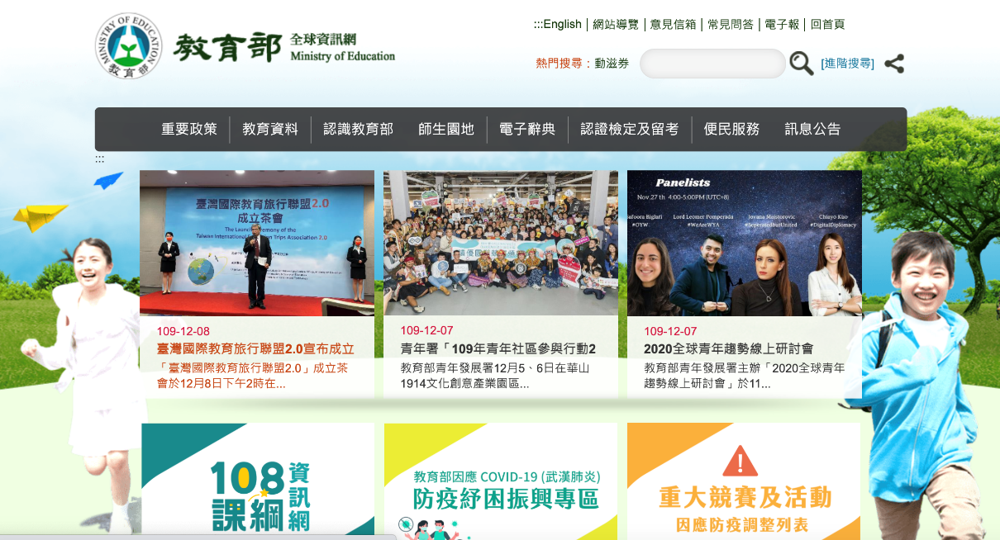 :::English | 網站導覽 | 意見信箱 | 常見問答 | 電子報 | 回首頁
MINISTRY OF EDUCATION
教育部
教育部 全球資訊網
Ministry of Education
熱門搜尋：動滋券 [進階搜尋]
重要政策 教育資料 認識教育部 師生園地 電子辭典 認證檢定及留考 便民服務 訊息公告
:::
臺灣國際教育旅行聯盟2.0
成立茶會
The Launch Ceremony of the
Taiwan International Education Trips Association 2.0
109-12-08
臺灣國際教育旅行聯盟2.0宣布成立
「臺灣國際教育旅行聯盟2.0」成立茶
會於12月8日下午2時在...
109-12-07
青年署「109年青年社區參與行動2
教育部青年發展署12月5、6日在華山
1914文化創意產業園區...
Panelists
Nov.27 th 4:00-5:00PM (UTC+8)
Safoora Biglari
#OYW
Lord Leomer Pomperada
#WeAreWYA
Jovana Maistorovic
#SeperatedbutUnited
Chiayo Kuo
#DigitalDiplomacy
109-12-07
2020全球青年趨勢線上研討會
教育部青年發展署主辦「2020全球青年
趨勢線上研討會」於11...
108 資訊網
課綱
教育部因應 COVID-19 (武漢肺炎)
防疫紓困振興專區
重大競賽及活動
因應防疫調整列表